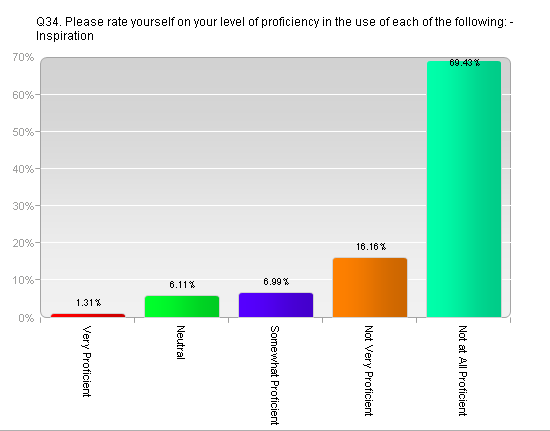 Q34. Please rate yourself on your level of proficiency in the use of each of the following: -
Inspiration
70%
60%
50%
40%
30%
20%
10%
0%
1.31%
6.11%
6.99%
16.16%
69.43%
Very Proficient
Neutral
Somewhat Proficient
Not Very Proficient
Not at All Proficient